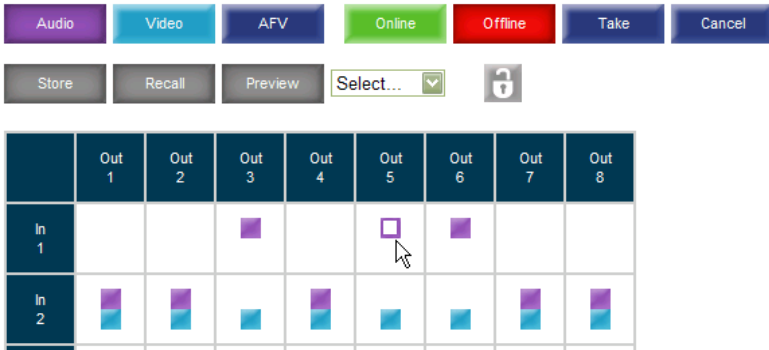 Audio Video AFV Online Offline Take Cancel
Store Recall Preview Select...
Out Out Out Out Out Out Out Out
1 2 3 4 5 6 7 8
In
1
In
2